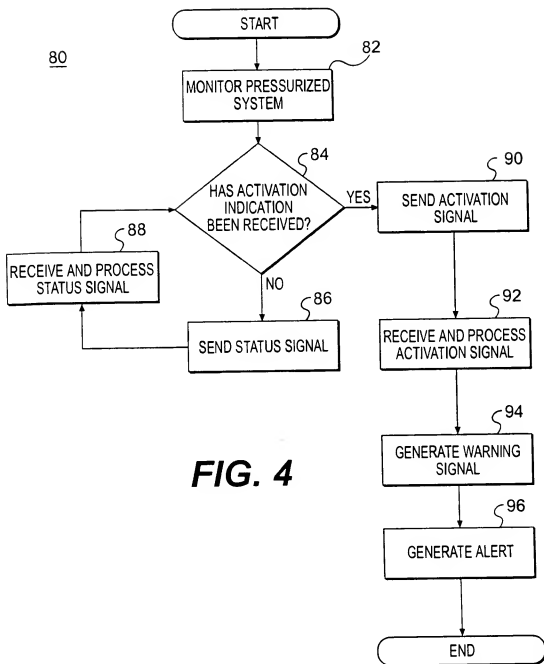 START
80
82
MONITOR PRESSURIZED
SYSTEM
84
HAS ACTIVATION
INDICATION
BEEN RECEIVED?
YES
90
SEND ACTIVATION
SIGNAL
88
RECEIVE AND PROCESS
STATUS SIGNAL
NO
86
SEND STATUS SIGNAL
92
RECEIVE AND PROCESS
ACTIVATION SIGNAL
94
GENERATE WARNING
SIGNAL
FIG. 4
96
GENERATE ALERT
END